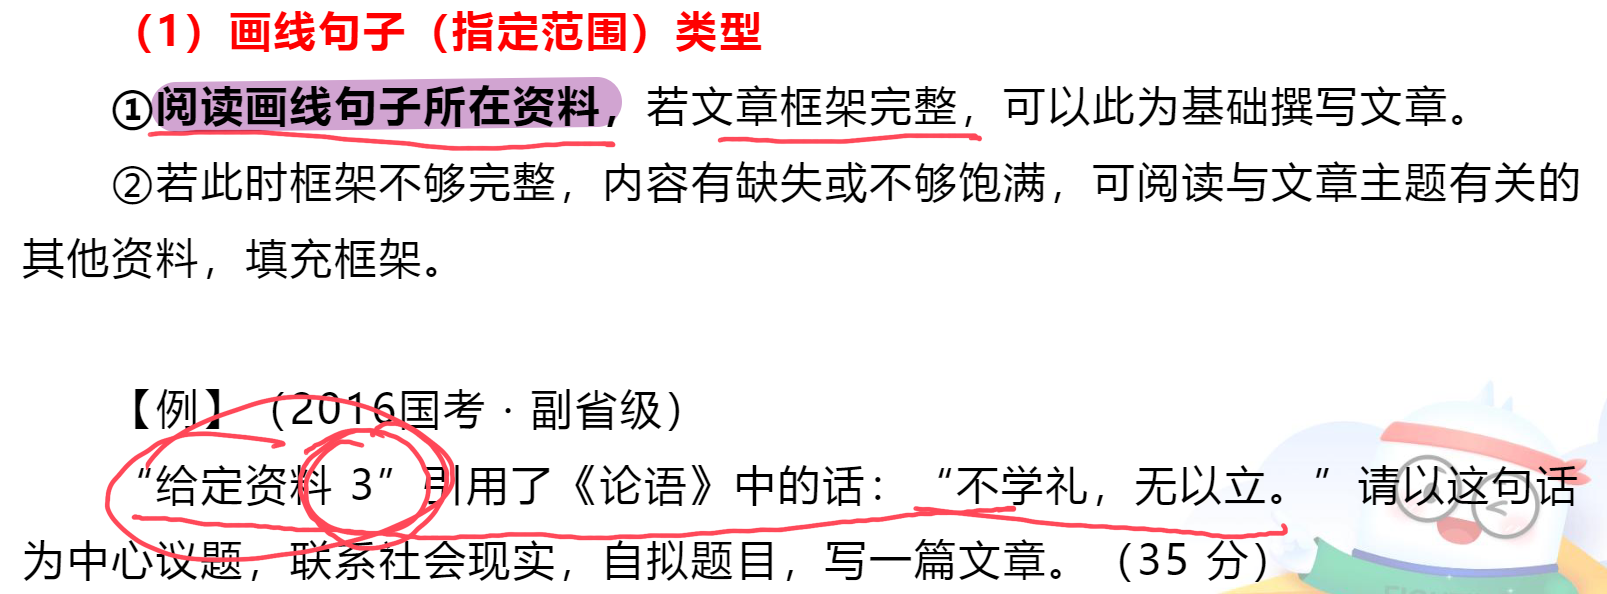 （1）画线句子（指定范围）类型
①阅读画线句子所在资料，若文章框架完整，可以此为基础撰写文章。
②若此时框架不够完整，内容有缺失或不够饱满，可阅读与文章主题有关的
其他资料，填充框架。
【例】（2016国考·副省级）
“给定资料 3”引用了《论语》中的话：“不学礼，无以立。”请以这句话
为中心议题，联系社会现实，自拟题目，写一篇文章。（35 分）